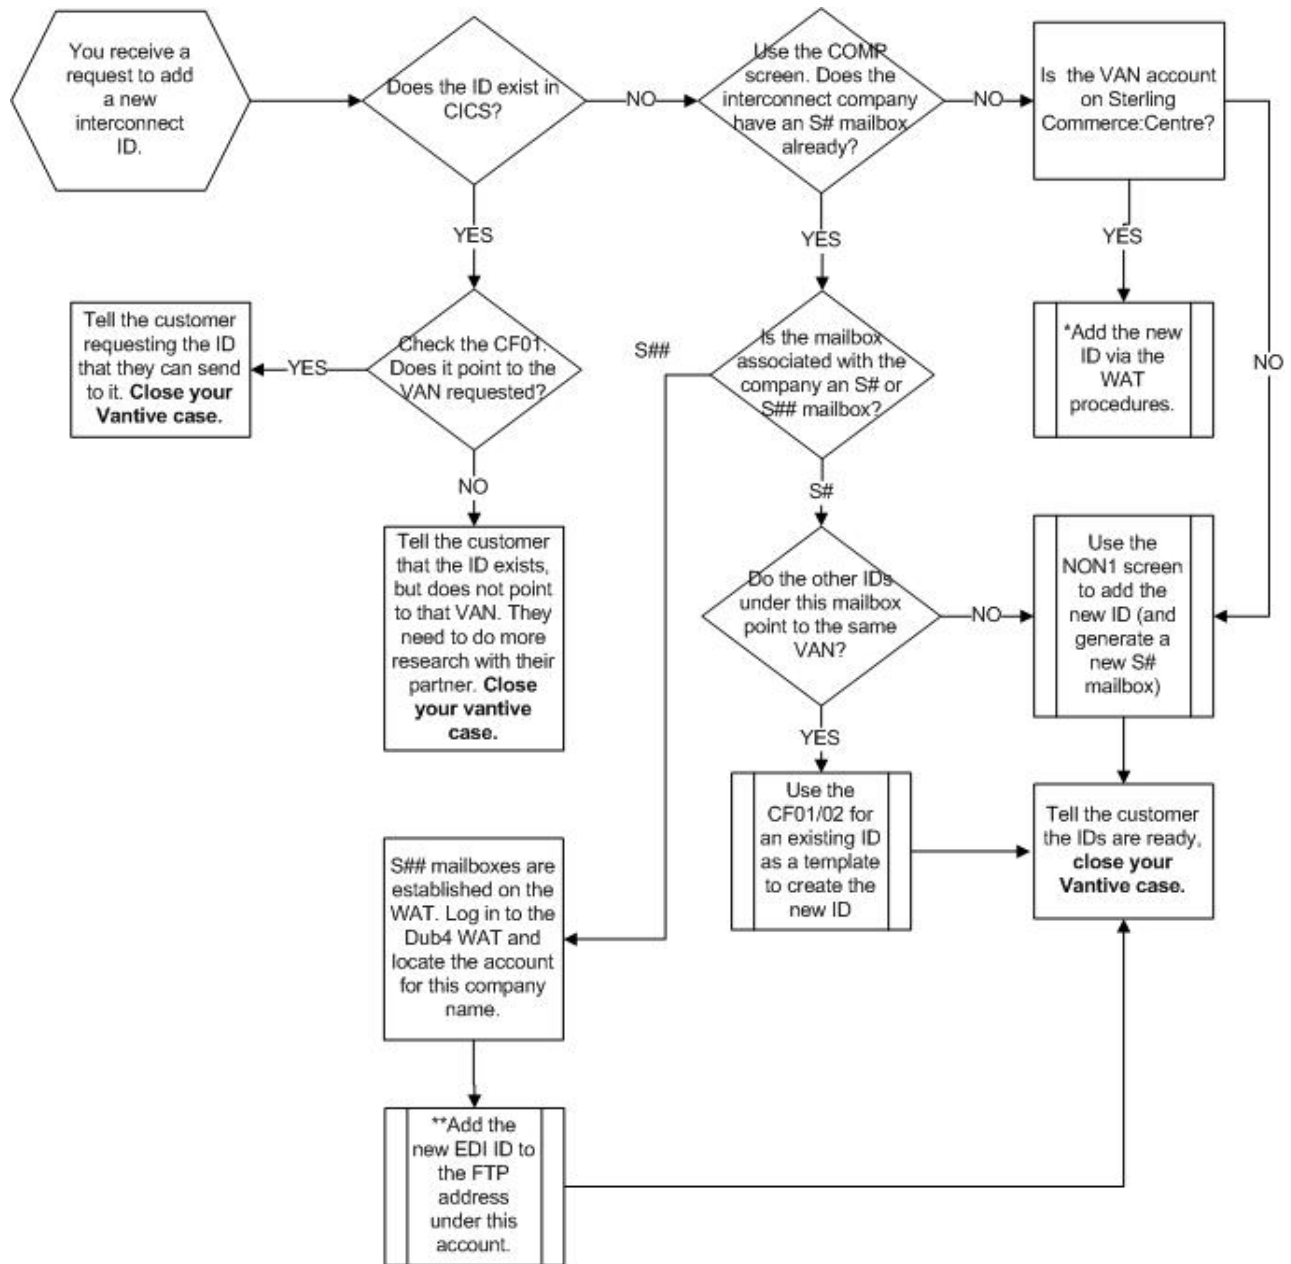 You receive a
request to add
a new
interconnect
ID.
Does the ID exist in
CICS?
NO
Use the COMP
screen. Does the
interconnect company
have an S# mailbox
already?
NO
Is the VAN account
on Sterling
Commerce:Centre?
YES
YES
YES
NO
Tell the customer
requesting the ID
that they can send
to it. Close your
Vantive case.
YES
Check the CF01.
Does it point to the
VAN requested?
S##
Is the mailbox
associated with the
company an S# or
S## mailbox?
*Add the new
ID via the
WAT
procedures.
NO
S#
Tell the customer
that the ID exists,
but does not point
to that VAN. They
need to do more
research with their
partner. Close
your vantive
case.
Do the other IDs
under this mailbox
point to the same
VAN?
NO
Use the
NON1 screen
to add the
new ID (and
generate a
new S#
mailbox)
YES
Use the
CF01/02 for
an existing ID
as a template
to create the
new ID
Tell the customer
the IDs are ready,
close your
Vantive case.
S## mailboxes are
established on the
WAT. Log in to the
Dub4 WAT and
locate the account
for this company
name.
**Add the
new EDI ID to
the FTP
address
under this
account.